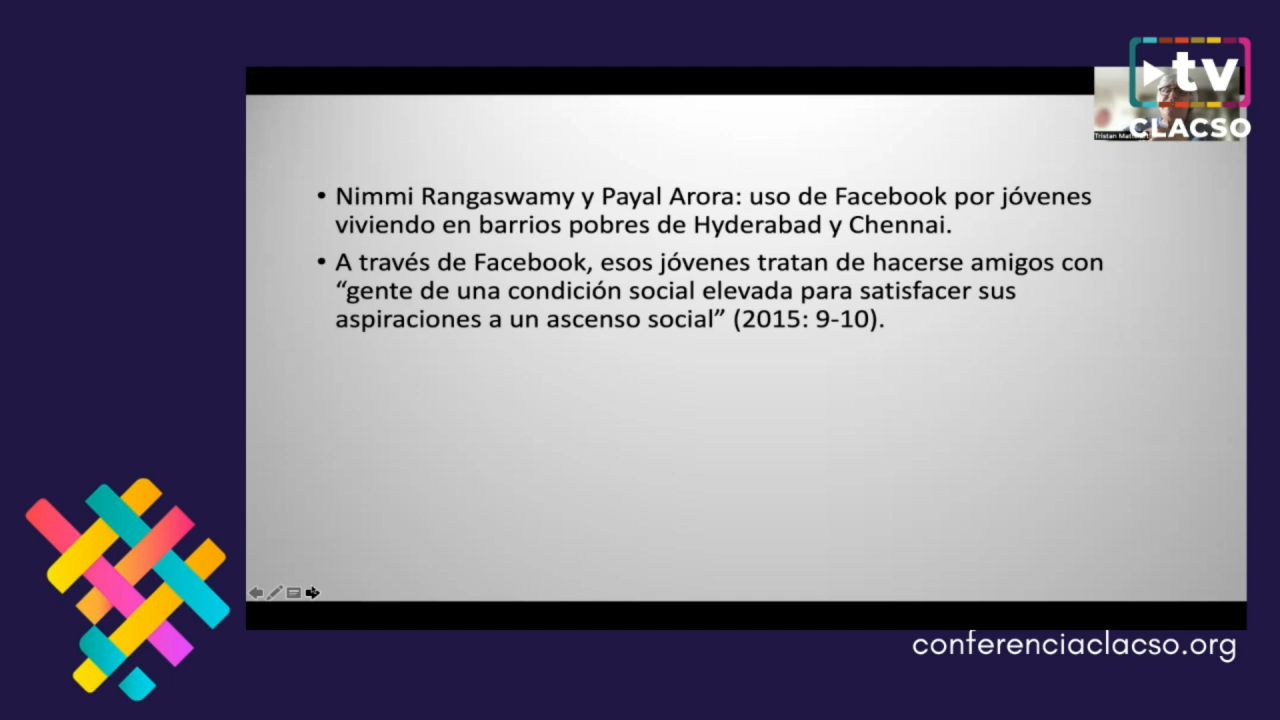 tv
CLACSO
Tristan
• Nimmi Rangaswamy y Payal Arora: uso de Facebook por jóvenes
viviendo en barrios pobres de Hyderabad y Chennai.
• A través de Facebook, esos jóvenes tratan de hacerse amigos con
“gente de una condición social elevada para satisfacer sus
aspiraciones a un ascenso social” (2015: 9-10).
conferenciaclacso.org